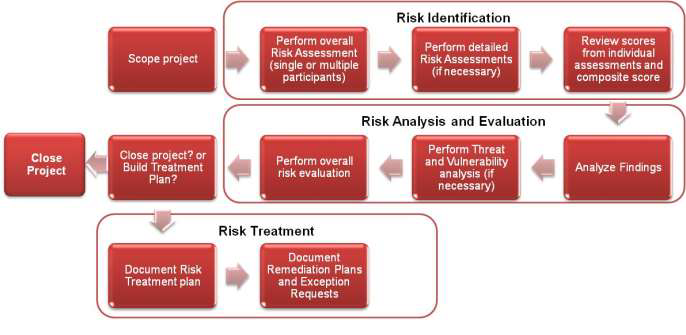 Risk Identification
Scope project
Perform overall
Risk Assessment
(single or multiple
participants)
Perform detailed
Risk Assessments
(if necessary)
Review scores
from individual
assessments and
composite score
Risk Analysis and Evaluation
Analyze Findings
Perform Threat
and Vulnerability
analysis (if
necessary)
Perform overall
risk evaluation
Close project? or
Build Treatment
Plan?
Close
Project
Risk Treatment
Document Risk
Treatment plan
Document
Remediation Plans
and Exception
Requests